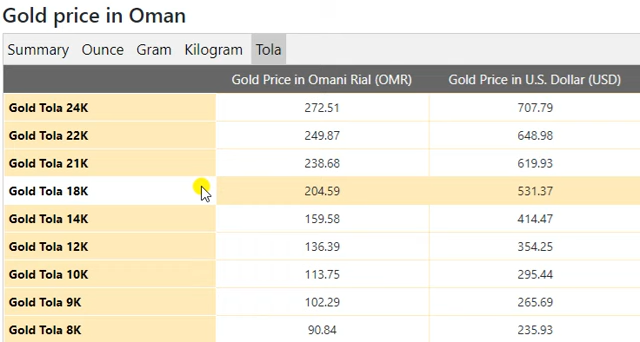 Gold price in Oman
Summary Ounce Gram Kilogram Tola
Gold Price in Omani Rial (OMR) Gold Price in U.S. Dollar (USD)
Gold Tola 24K 272.51 707.79
Gold Tola 22K 249.87 648.98
Gold Tola 21K 238.68 619.93
Gold Tola 18K 204.59 531.37
Gold Tola 14K 159.58 414.47
Gold Tola 12K 136.39 354.25
Gold Tola 10K 113.75 295.44
Gold Tola 9K 102.29 265.69
Gold Tola 8K 90.84 235.93